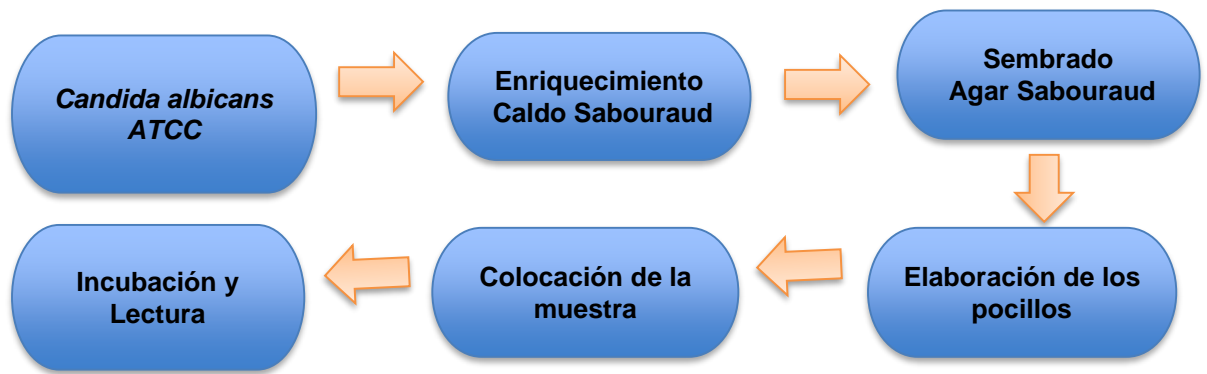 Candida albicans
ATCC
Enriquecimiento
Caldo Sabouraud
Sembrado
Agar Sabouraud
Elaboración de los
pocillos
Colocación de la
muestra
Incubación y
Lectura